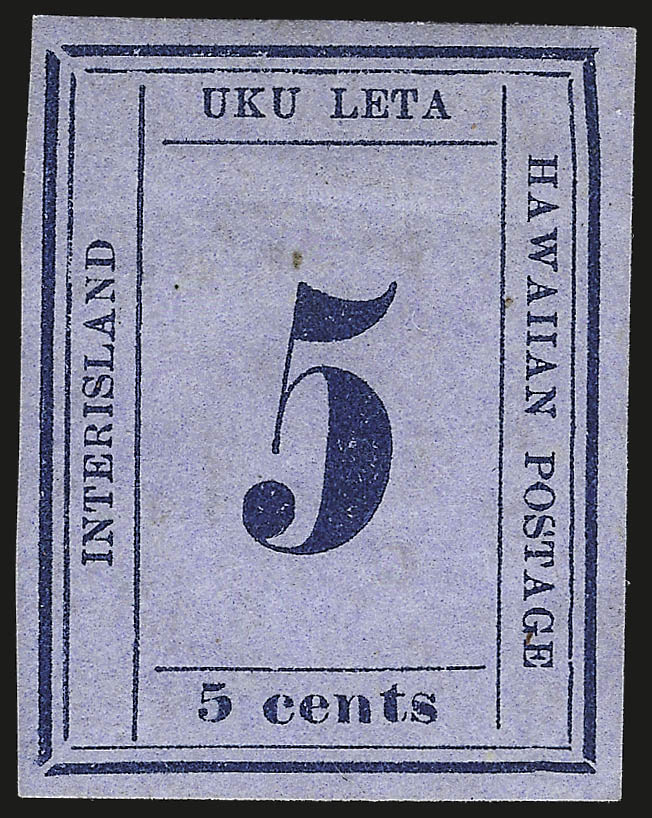 UKU LETA
INTERISLAND
HAWAIIAN POSTAGE
5
5 cents